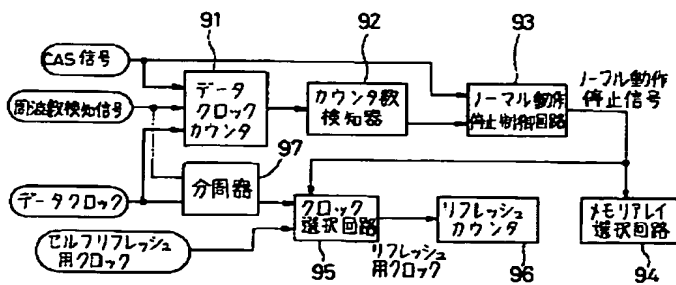 91
92
93
CAS信号
データ
クロック
カウンタ
カウンタ数
検知器
ノーマル動作
停止制御回路
ノーマル動作
停止信号
周波数検知信号
97
分周器
データクロック
クロック
選択回路
リフレッシュ
カウンタ
メモリアレイ
選択回路
セルフリフレッシュ
用クロック
リフレッシュ
用クロック
95
96
94